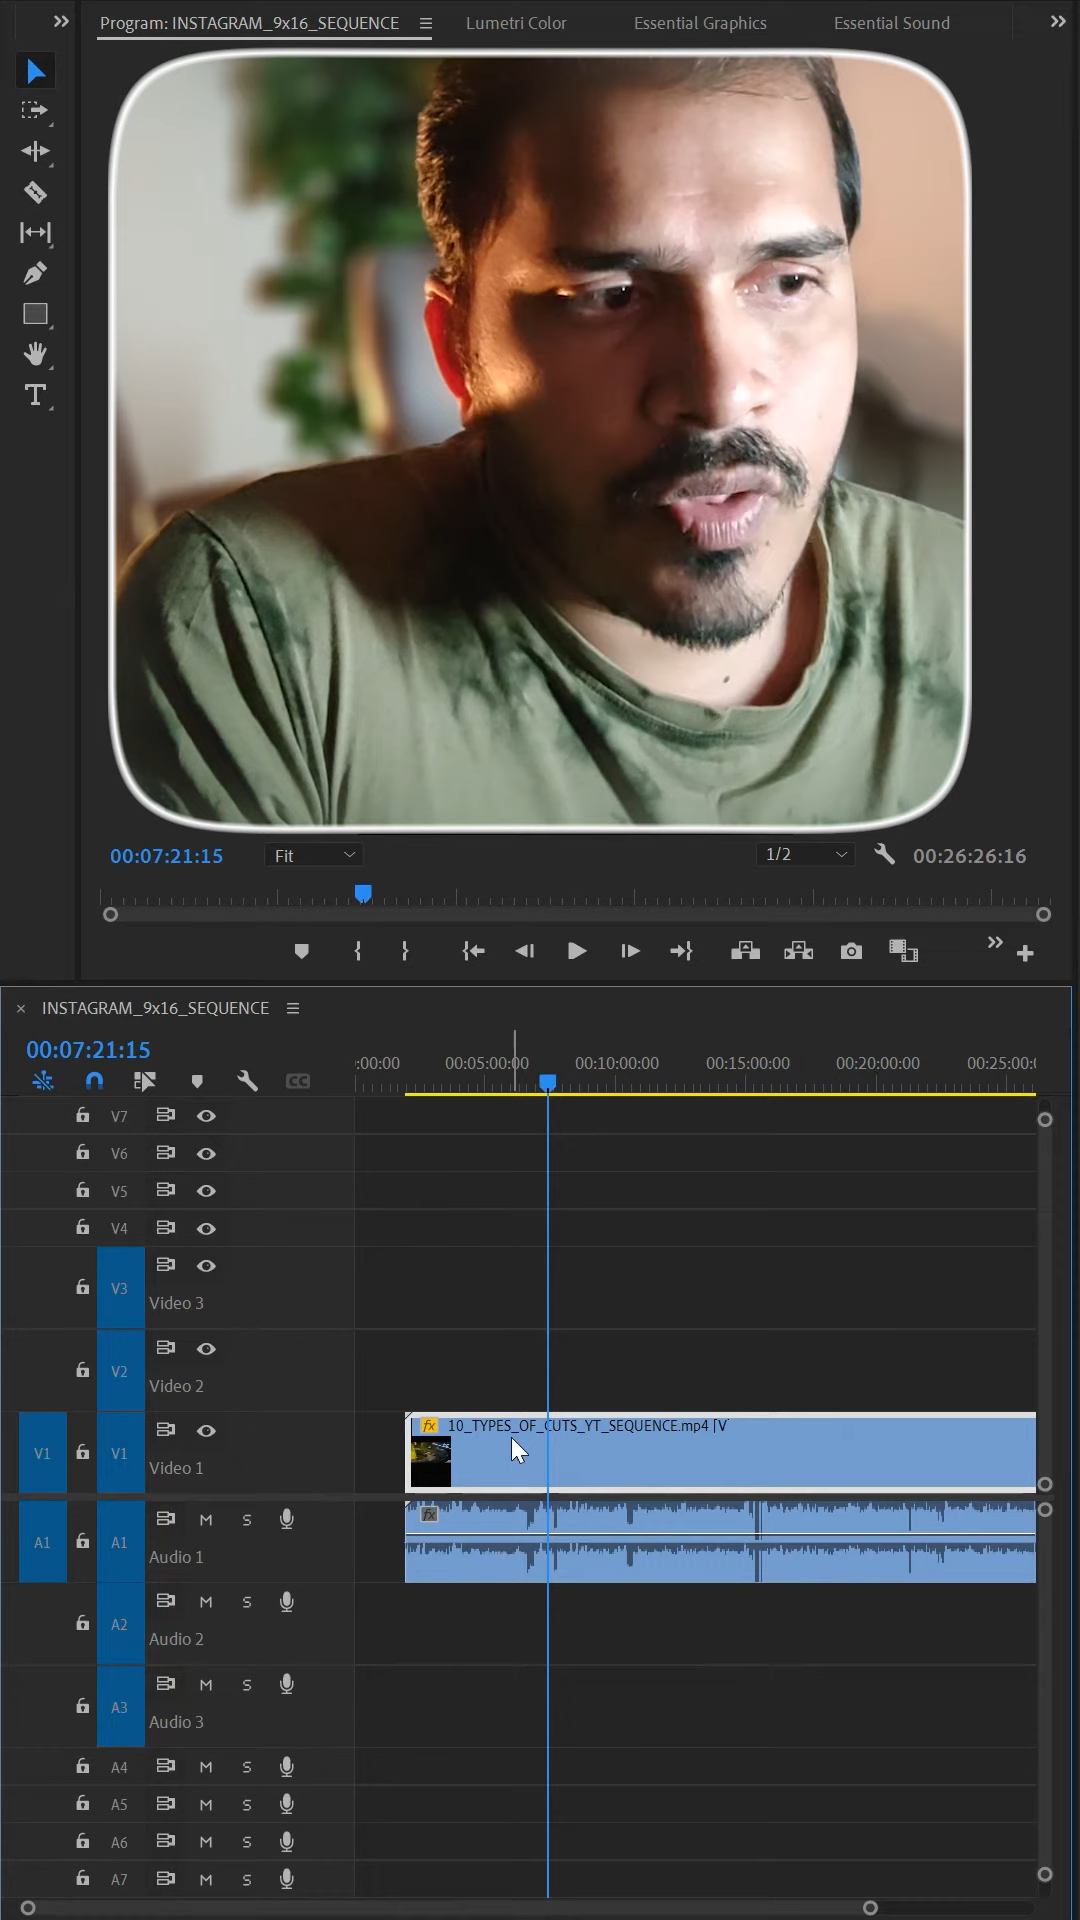 Program: INSTAGRAM_9x16_SEQUENCE
Lumetri Color
Essential Graphics
Essential Sound
T
00:07:21:15
Fit
1/2
00:26:26:16
INSTAGRAM_9x16_SEQUENCE
00:07:21:15
:00:00
00:05:00:00
00:10:00:00
00:15:00:00
00:20:00:00
00:25:00:0
CC
V7
V6
V5
V4
V3
Video 3
V2
Video 2
V1
V1
Video 1
fx
10_TYPES_OF_CUTS_YT_SEQUENCE.mp4 [V
A1
A1
M
S
Audio 1
fx
A2
M
S
Audio 2
A3
M
S
Audio 3
A4
M
S
A5
M
S
A6
M
S
A7
M
S